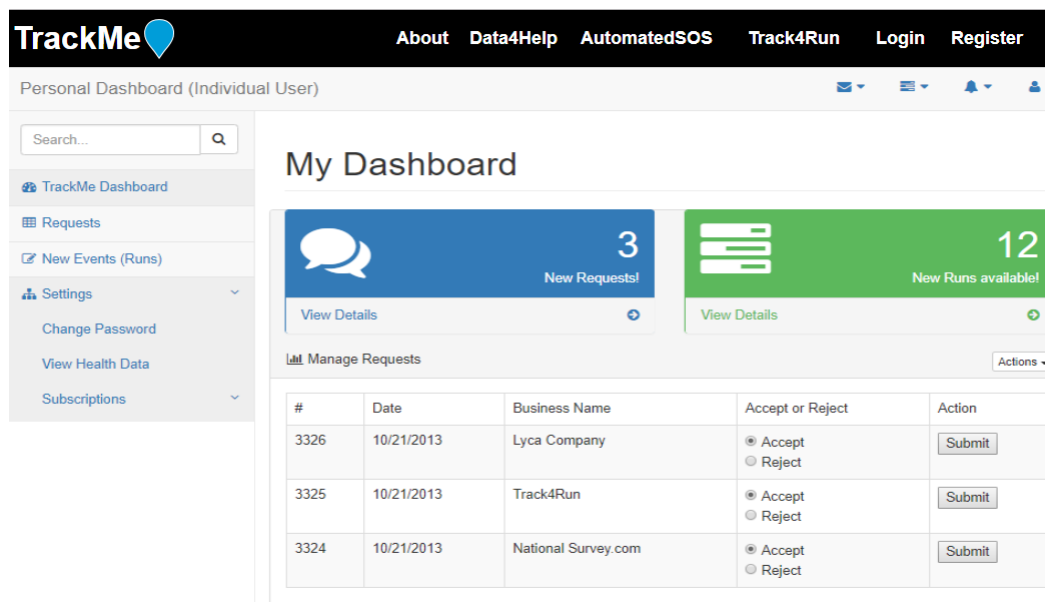 TrackMe About Data4Help AutomatedSOS Track4Run Login Register
Personal Dashboard (Individual User)
Search...
TrackMe Dashboard
Requests
New Events (Runs)
Settings
Change Password
View Health Data
Subscriptions
My Dashboard
3
New Requests!
View Details
12
New Runs available!
View Details
Manage Requests
Actions
# Date Business Name Accept or Reject Action
3326 10/21/2013 Lyca Company Accept Submit
Reject
3325 10/21/2013 Track4Run Accept Submit
Reject
3324 10/21/2013 National Survey.com Accept Submit
Reject